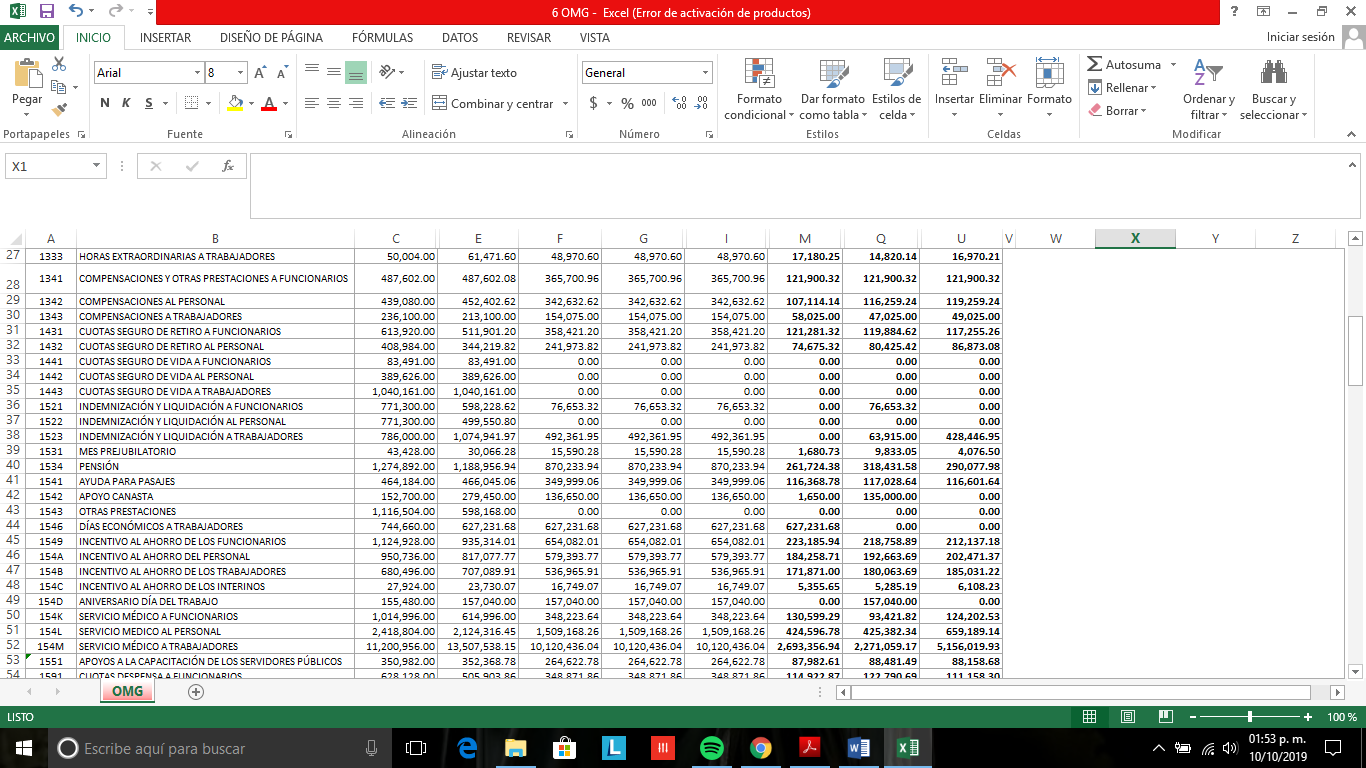 6 OMG - Excel (Error de activación de productos)
ARCHIVO INICIO INSERTAR DISEÑO DE PÁGINA FÓRMULAS DATOS REVISAR VISTA Iniciar sesión
Arial 8 Ajustar texto General Autosuma
Pegar Rellenar
N K S Combinar y centrar $ % 000 Borrar
Formato condicional Dar formato como tabla Estilos de celda Insertar Eliminar Formato Ordenar y filtrar Buscar y seleccionar
Portapapeles Fuente Alineación Número Estilos Celdas Modificar
X1 fx
A B C E F G I M Q U V W X Y Z
27 1333 HORAS EXTRAORDINARIAS A TRABAJADORES 50,004.00 61,471.60 48,970.60 48,970.60 48,970.60 17,180.25 14,820.14 16,970.21
28 1341 COMPENSACIONES Y OTRAS PRESTACIONES A FUNCIONARIOS 487,602.00 487,602.08 365,700.96 365,700.96 365,700.96 121,900.32 121,900.32 121,900.32
29 1342 COMPENSACIONES AL PERSONAL 439,080.00 452,402.62 342,632.62 342,632.62 342,632.62 107,114.14 116,259.24 119,259.24
30 1343 COMPENSACIONES A TRABAJADORES 236,100.00 213,100.00 154,075.00 154,075.00 154,075.00 58,025.00 47,025.00 49,025.00
31 1431 CUOTAS SEGURO DE RETIRO A FUNCIONARIOS 613,920.00 511,901.20 358,421.20 358,421.20 358,421.20 121,281.32 119,884.62 117,255.26
32 1432 CUOTAS SEGURO DE RETIRO AL PERSONAL 408,984.00 344,219.82 241,973.82 241,973.82 241,973.82 74,675.32 80,425.42 86,873.08
33 1441 CUOTAS SEGURO DE VIDA A FUNCIONARIOS 83,491.00 83,491.00 0.00 0.00 0.00 0.00 0.00 0.00
34 1442 CUOTAS SEGURO DE VIDA AL PERSONAL 389,626.00 389,626.00 0.00 0.00 0.00 0.00 0.00 0.00
35 1443 CUOTAS SEGURO DE VIDA A TRABAJADORES 1,040,161.00 1,040,161.00 0.00 0.00 0.00 0.00 0.00 0.00
36 1521 INDEMNIZACIÓN Y LIQUIDACIÓN A FUNCIONARIOS 771,300.00 598,228.62 76,653.32 76,653.32 76,653.32 0.00 76,653.32 0.00
37 1522 INDEMNIZACIÓN Y LIQUIDACIÓN AL PERSONAL 771,300.00 499,550.80 0.00 0.00 0.00 0.00 0.00 0.00
38 1523 INDEMNIZACIÓN Y LIQUIDACIÓN A TRABAJADORES 786,000.00 1,074,941.97 492,361.95 492,361.95 492,361.95 0.00 63,915.00 428,446.95
39 1531 MES PREJUBILATORIO 43,428.00 30,066.28 15,590.28 15,590.28 15,590.28 1,680.73 9,833.05 4,076.50
40 1534 PENSIÓN 1,274,892.00 1,188,956.94 870,233.94 870,233.94 870,233.94 261,724.38 318,431.58 290,077.98
41 1541 AYUDA PARA PASAJES 464,184.00 466,045.06 349,999.06 349,999.06 349,999.06 116,368.78 117,028.64 116,601.64
42 1542 APOYO CANASTA 152,700.00 279,450.00 136,650.00 136,650.00 136,650.00 1,650.00 135,000.00 0.00
43 1543 OTRAS PRESTACIONES 1,116,504.00 598,168.00 0.00 0.00 0.00 0.00 0.00 0.00
44 1546 DÍAS ECONÓMICOS A TRABAJADORES 744,660.00 627,231.68 627,231.68 627,231.68 627,231.68 627,231.68 0.00 0.00
45 1549 INCENTIVO AL AHORRO DE LOS FUNCIONARIOS 1,124,928.00 935,314.01 654,082.01 654,082.01 654,082.01 223,185.94 218,758.89 212,137.18
46 154A INCENTIVO AL AHORRO DEL PERSONAL 950,736.00 817,077.77 579,393.77 579,393.77 579,393.77 184,258.71 192,663.69 202,471.37
47 154B INCENTIVO AL AHORRO DE LOS TRABAJADORES 680,496.00 707,089.91 536,965.91 536,965.91 536,965.91 171,871.00 180,063.69 185,031.22
48 154C INCENTIVO AL AHORRO DE LOS INTERINOS 27,924.00 23,730.07 16,749.07 16,749.07 16,749.07 5,355.65 5,285.19 6,108.23
49 154D ANIVERSARIO DÍA DEL TRABAJO 155,480.00 157,040.00 157,040.00 157,040.00 157,040.00 0.00 157,040.00 0.00
50 154K SERVICIO MÉDICO A FUNCIONARIOS 1,014,996.00 614,996.00 348,223.64 348,223.64 348,223.64 130,599.29 93,421.82 124,202.53
51 154L SERVICIO MEDICO AL PERSONAL 2,418,804.00 2,124,316.45 1,509,168.26 1,509,168.26 1,509,168.26 424,596.78 425,382.34 659,189.14
52 154M SERVICIO MÉDICO A TRABAJADORES 11,200,956.00 13,507,538.15 10,120,436.04 10,120,436.04 10,120,436.04 2,693,356.94 2,271,059.17 5,156,019.93
53 1551 APOYOS A LA CAPACITACIÓN DE LOS SERVIDORES PÚBLICOS 350,982.00 352,368.78 264,622.78 264,622.78 264,622.78 87,982.61 88,481.49 88,158.68
54 1591 CUOTAS DESPENSA A FUNCIONARIOS 628,128.00 505,903.86 348,871.86 348,871.86 348,871.86 114,922.87 122,790.69 111,158.30
OMG
LISTO 100 %
Escribe aquí para buscar
01:53 p. m.
10/10/2019